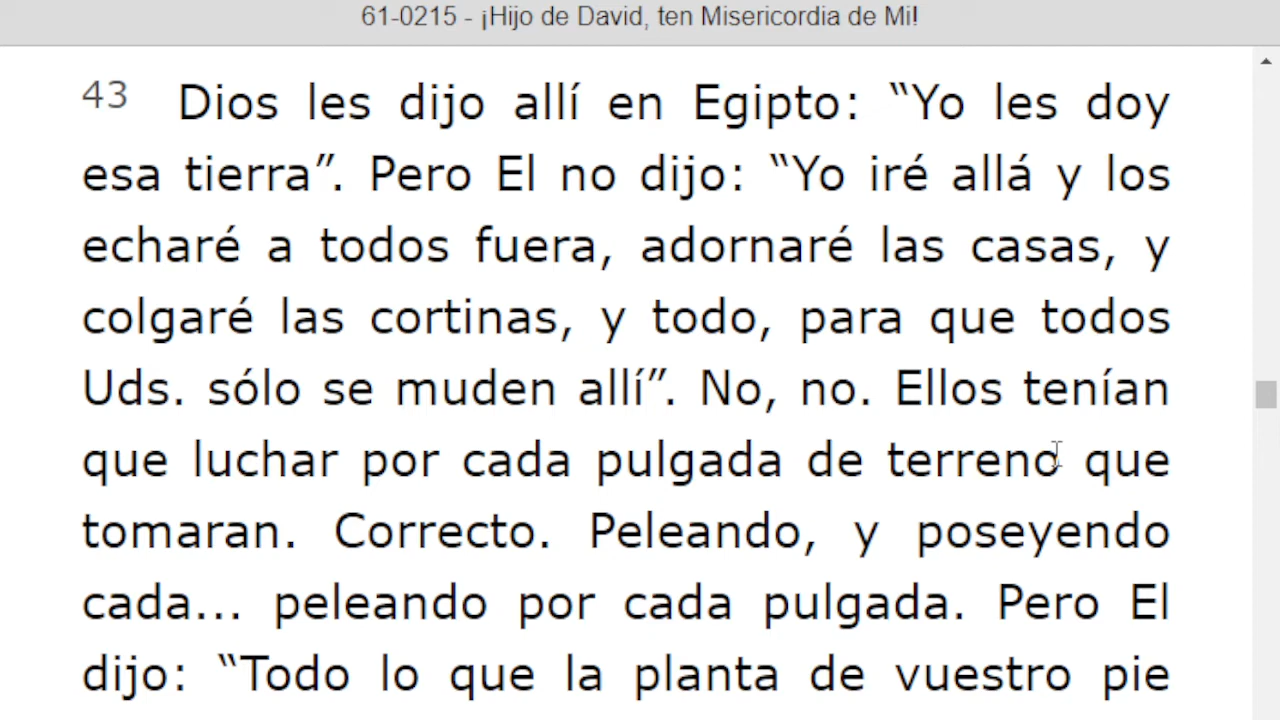 61-0215 - ¡Hijo de David, ten Misericordia de Mi!
43 Dios les dijo allí en Egipto: “Yo les doy
esa tierra”. Pero El no dijo: “Yo iré allá y los
echaré a todos fuera, adornaré las casas, y
colgaré las cortinas, y todo, para que todos
Uds. sólo se muden allí”. No, no. Ellos tenían
que luchar por cada pulgada de terreno que
tomaran. Correcto. Peleando, y poseyendo
cada... peleando por cada pulgada. Pero El
dijo: “Todo lo que la planta de vuestro pie